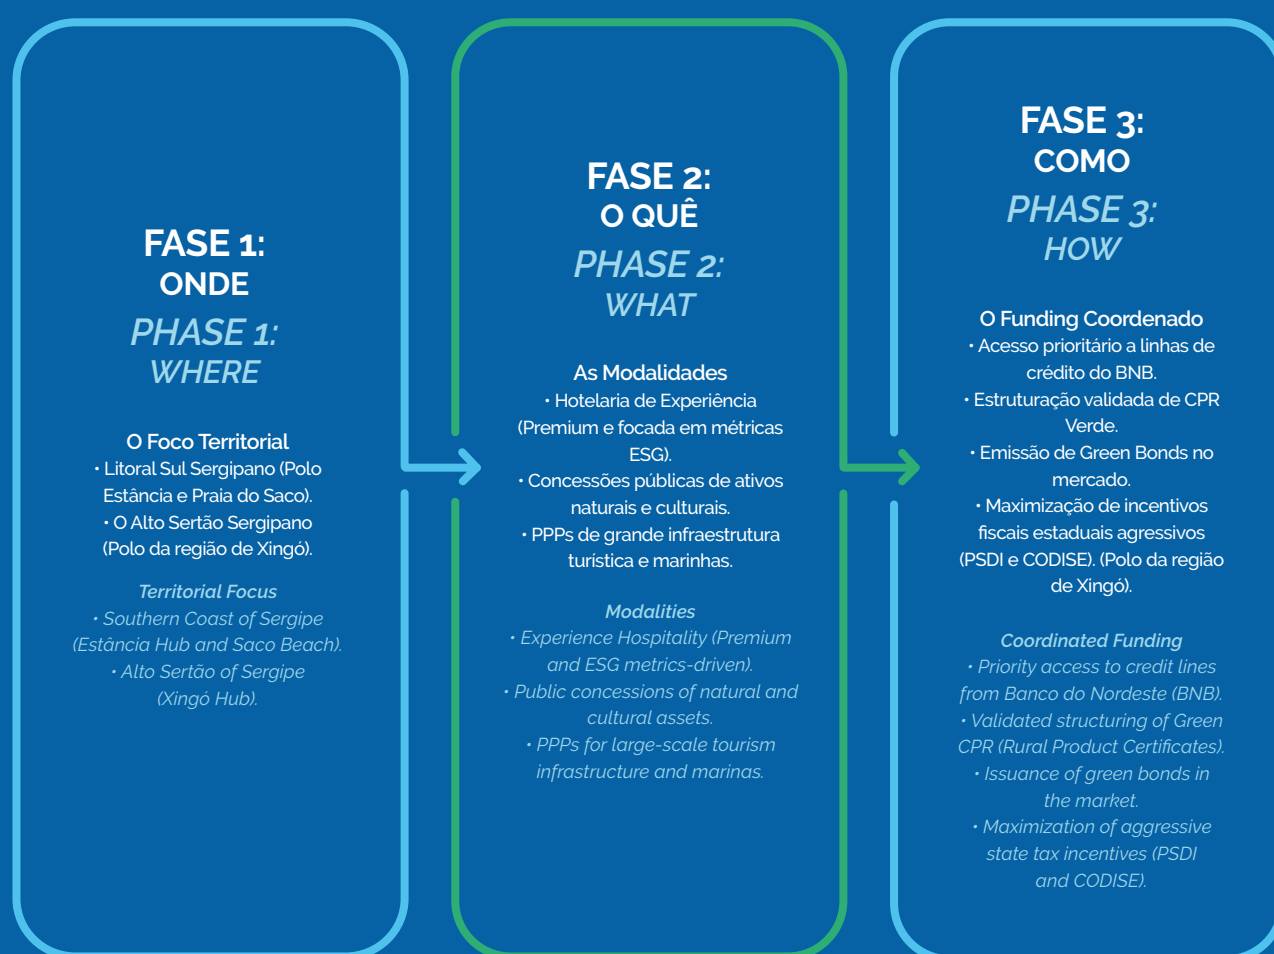 FASE 1:
ONDE
PHASE 1:
WHERE
O Foco Territorial
• Litoral Sul Sergipano (Polo
Estância e Praia do Saco).
• O Alto Sertão Sergipano
(Polo da região de Xingó).
Territorial Focus
• Southern Coast of Sergipe
(Estância Hub and Saco Beach).
• Alto Sertão of Sergipe
(Xingó Hub).
FASE 2:
O QUÊ
PHASE 2:
WHAT
As Modalidades
• Hotelaria de Experiência
(Premium e focada em métricas
ESG).
• Concessões públicas de ativos
naturais e culturais.
• PPPs de grande infraestrutura
turística e marinhas.
Modalities
• Experience Hospitality (Premium
and ESG metrics-driven).
• Public concessions of natural and
cultural assets.
• PPPs for large-scale tourism
infrastructure and marinas.
FASE 3:
COMO
PHASE 3:
HOW
O Funding Coordenado
• Acesso prioritário a linhas de
crédito do BNB.
• Estruturação validada de CPR
Verde.
• Emissão de Green Bonds no
mercado.
• Maximização de incentivos
fiscais estaduais agressivos
(PSDI e CODISE). (Polo da região
de Xingó).
Coordinated Funding
• Priority access to credit lines
from Banco do Nordeste (BNB).
• Validated structuring of Green
CPR (Rural Product Certificates).
• Issuance of green bonds in
the market.
• Maximization of aggressive
state tax incentives (PSDI
and CODISE).